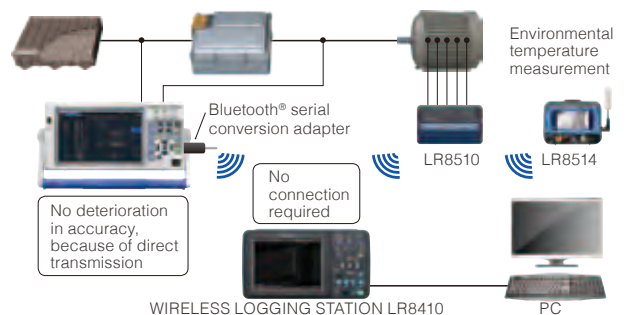 Environmental
temperature
measurement
Bluetooth® serial
conversion adapter
LR8510
LR8514
No
connection
required
No deterioration
in accuracy,
because of direct
transmission
WIRELESS LOGGING STATION LR8410
PC